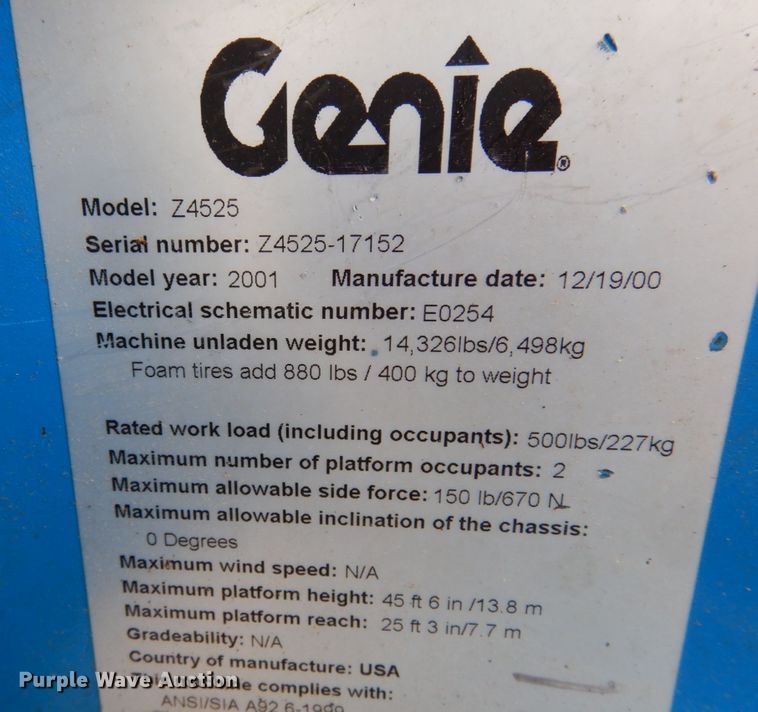 Genie®
Model: Z4525
Serial number: Z4525-17152
Model year: 2001 Manufacture date: 12/19/00
Electrical schematic number: E0254
Machine unladen weight: 14,326lbs/6,498kg
Foam tires add 880 lbs / 400 kg to weight
Rated work load (including occupants): 500lbs/227kg
Maximum number of platform occupants: 2
Maximum allowable side force: 150 lb/670 N
Maximum allowable inclination of the chassis:
0 Degrees
Maximum wind speed: N/A
Maximum platform height: 45 ft 6 in /13.8 m
Maximum platform reach: 25 ft 3 in/7.7 m
Gradeability: N/A
Country of manufacture: USA
complies with:
Purple Wave Auction
ANSI/SIA A92.6-